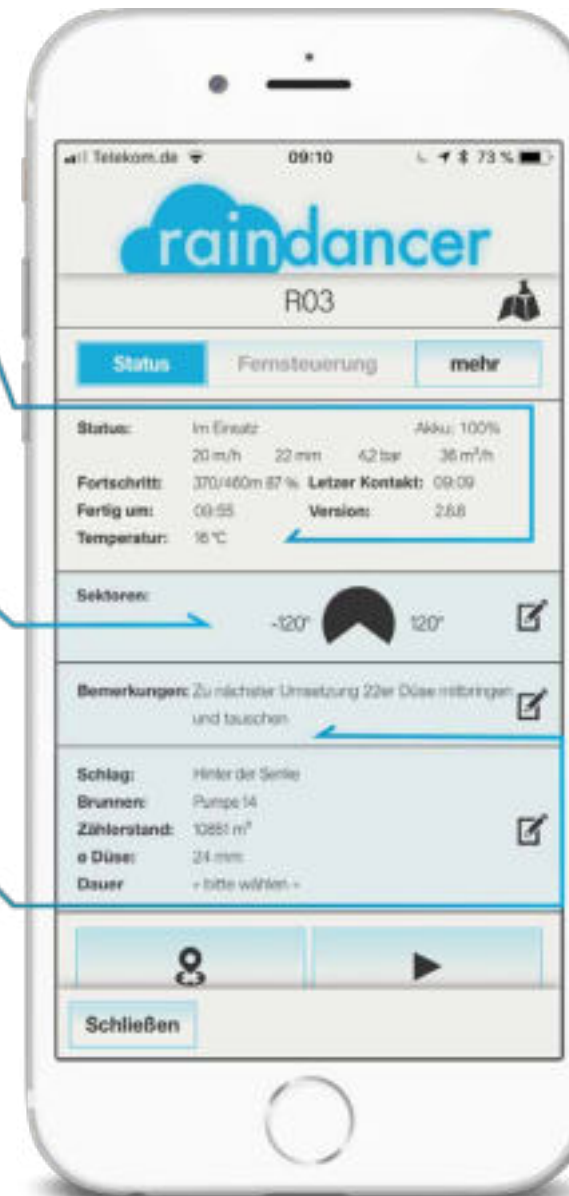 Telekom.de 09:10 73 %
raindancer
R03
Status Fernsteuerung mehr
Status: Im Einsatz Akku: 100%
20 m/h 22 mm 4,2 bar 36 m³/h
Fortschritt: 370/460m 87 % Letzer Kontakt: 09:09
Fertig um: 09:55 Version: 2.6.8
Temperatur: 16 °C
Sektoren: -120° 120°
Bemerkungen: Zu nächster Umsetzung 22er Düse mitbringen
und tauschen
Schlag: Hinter der Senke
Brunnen: Pumpe 14
Zählerstand: 10851 m³
ø Düse: 24 mm
Dauer - bitte wählen -
Schließen